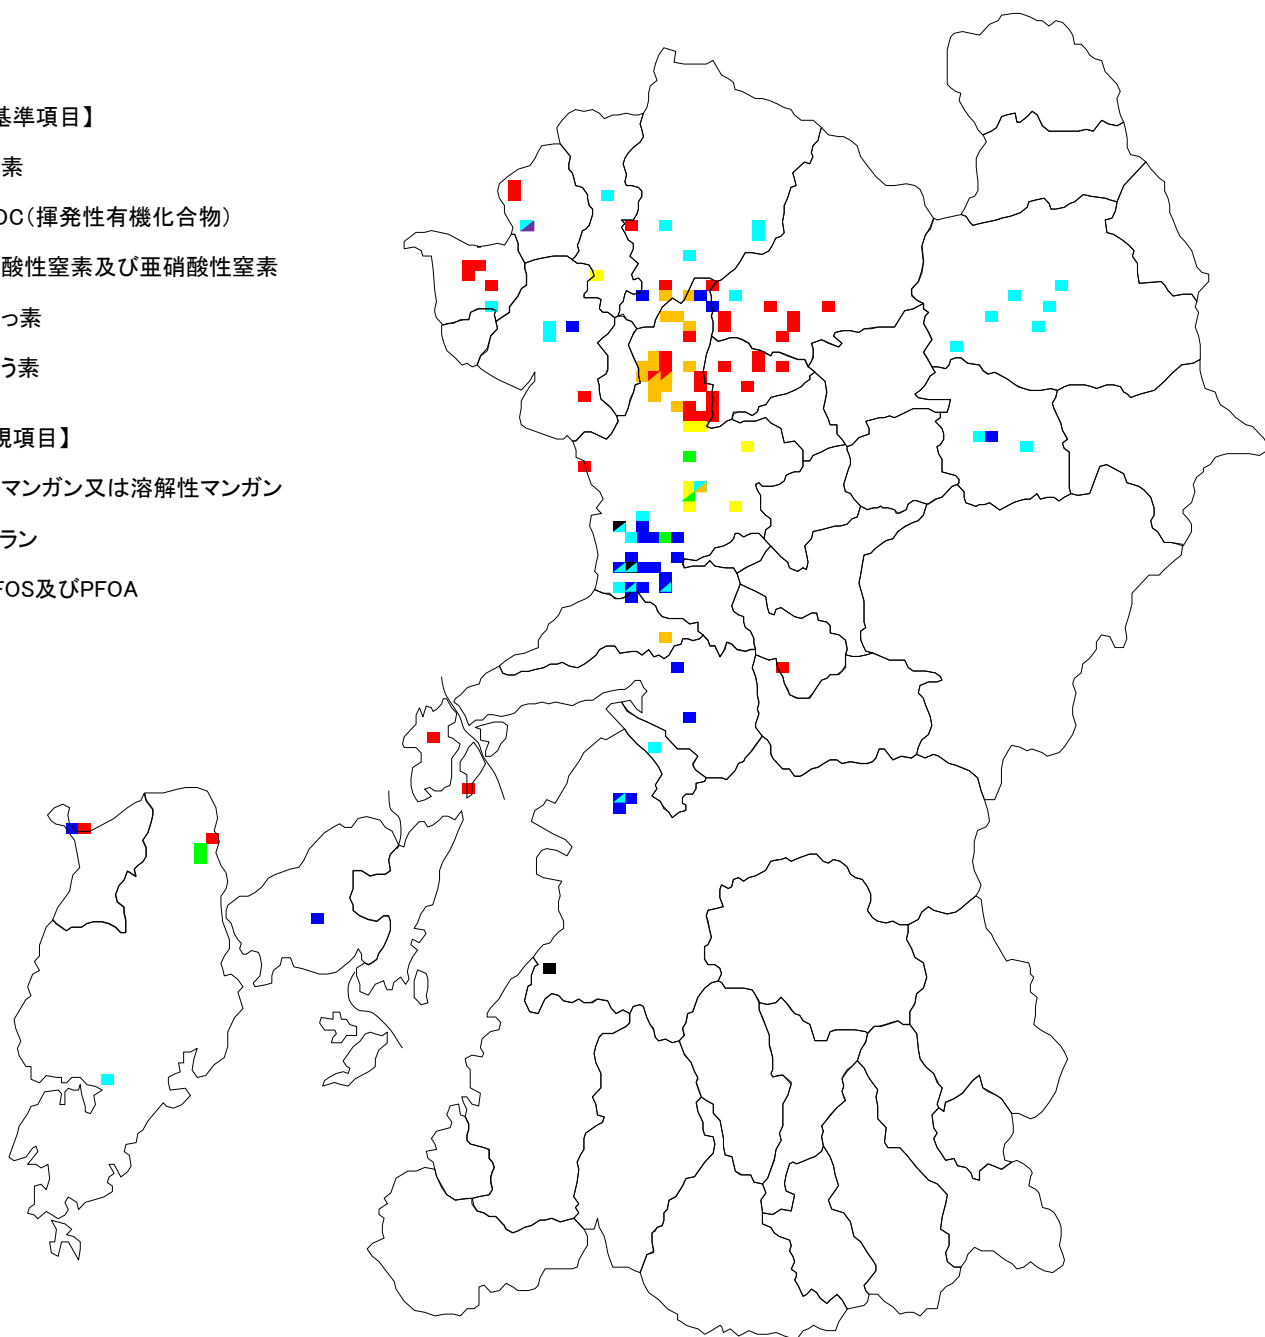 基準項目】
素
OC（揮発性有機化合物）
酸性窒素及び亜硝酸性窒素
っ素
う素
視項目】
マンガン又は溶解性マンガン
ラン
FOS及びPFOA